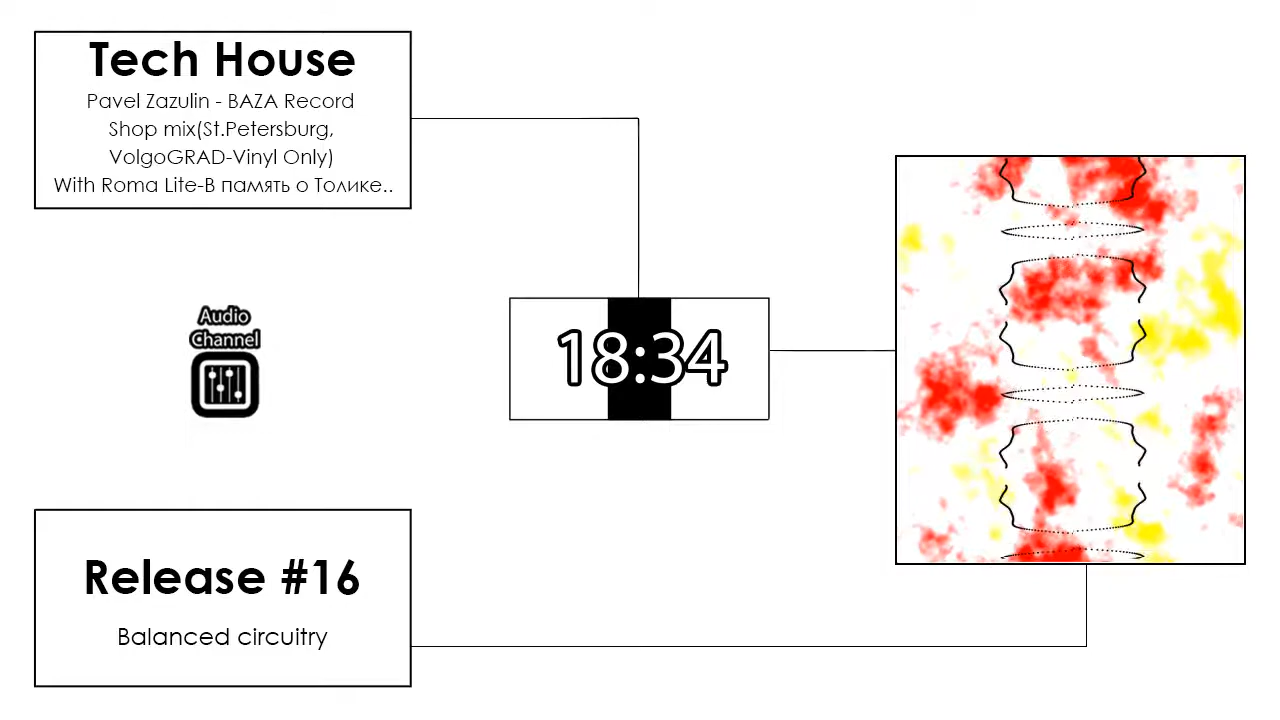 Tech House
Pavel Zazulin - BAZA Record
Shop mix(St.Petersburg,
VolgoGRAD-Vinyl Only)
With Roma Lite-В память о Толике..
Audio
Channel
18:34
Release #16
Balanced circuitry